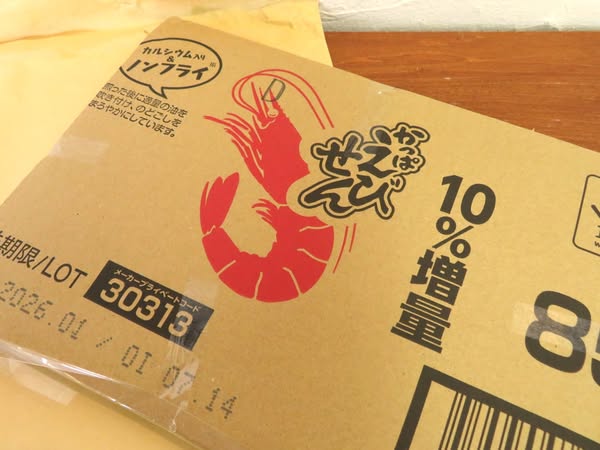 カルシウム入り
&
ノンフライ※
煎った後に適量の油を
吹き付け、のどごしを
まろやかにしています。
かっぱ
えび
せん
10%増量
85
期限/LOT
メーカープライベートコード
30313
2026.01 / 01 07.14